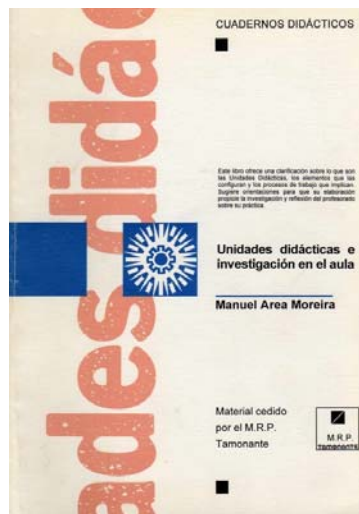 CUADERNOS DIDÁCTICOS
ades didác
Este libro ofrece una clarificación sobre lo que son
las Unidades Didácticas, los elementos que las
configuran y los procesos de trabajo que implican.
Sugiere orientaciones para que su elaboración
propicie la investigación y reflexión del profesorado
sobre su práctica.
Unidades didácticas e
investigación en el aula
Manuel Area Moreira
Material cedido
por el M.R.P.
Tamonante
M.R.P.
TAMONANTE